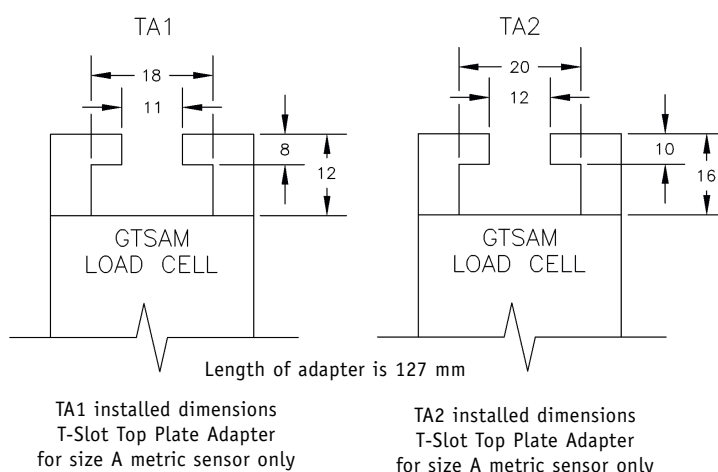 TA1
18
11
8
12
GTSAM
LOAD CELL
TA2
20
12
10
16
GTSAM
LOAD CELL
Length of adapter is 127 mm
TA1 installed dimensions
T-Slot Top Plate Adapter
for size A metric sensor only
TA2 installed dimensions
T-Slot Top Plate Adapter
for size A metric sensor only